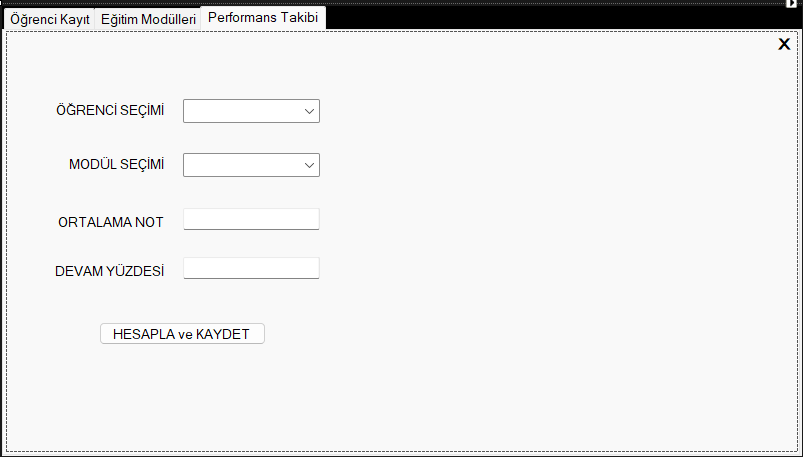 Öğrenci Kayıt Eğitim Modülleri Performans Takibi
X
ÖĞRENCİ SEÇİMİ
MODÜL SEÇİMİ
ORTALAMA NOT
DEVAM YÜZDESİ
HESAPLA ve KAYDET